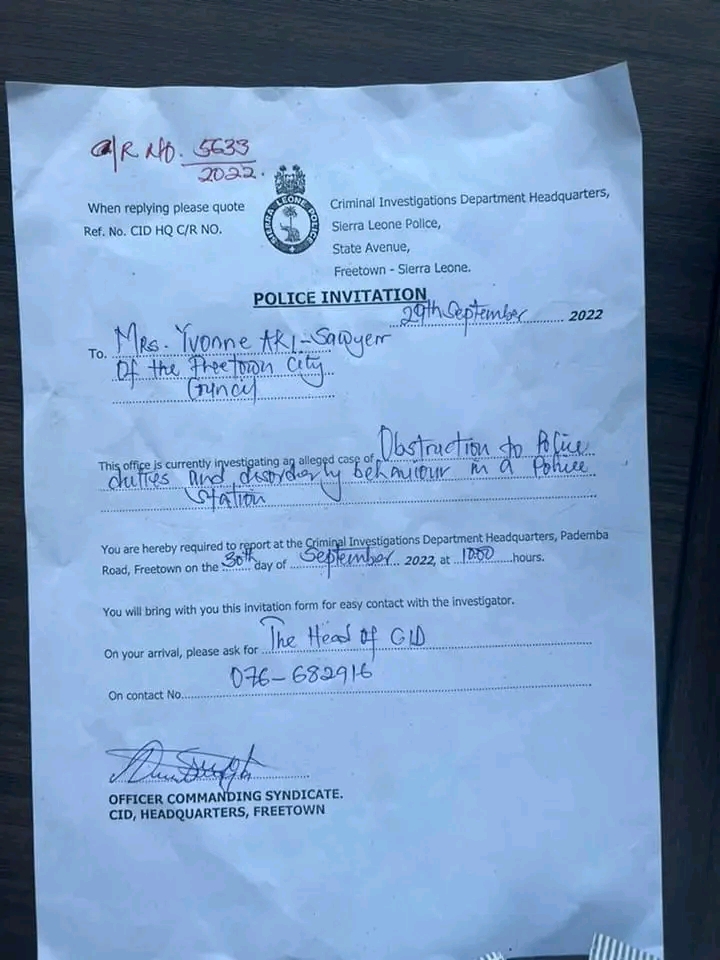 C/R NO. 5633
2022.
When replying please quote
Ref. No. CID HQ C/R NO.
SIERRA LEONE POLICE
Criminal Investigations Department Headquarters,
Sierra Leone Police,
State Avenue,
Freetown - Sierra Leone.
POLICE INVITATION
29th September 2022
To. Mrs. Yvonne AKI-Sawyerr
Of the Freetown City
Council
This office is currently investigating an alleged case of Obstruction to Police
duties and disorderly behaviour in a Police
Station
You are hereby required to report at the Criminal Investigations Department Headquarters, Pademba
Road, Freetown on the 30th day of September 2022, at 1000 hours.
You will bring with you this invitation form for easy contact with the investigator.
On your arrival, please ask for The Head of CID
On contact No. 076-682916
OFFICER COMMANDING SYNDICATE.
CID, HEADQUARTERS, FREETOWN